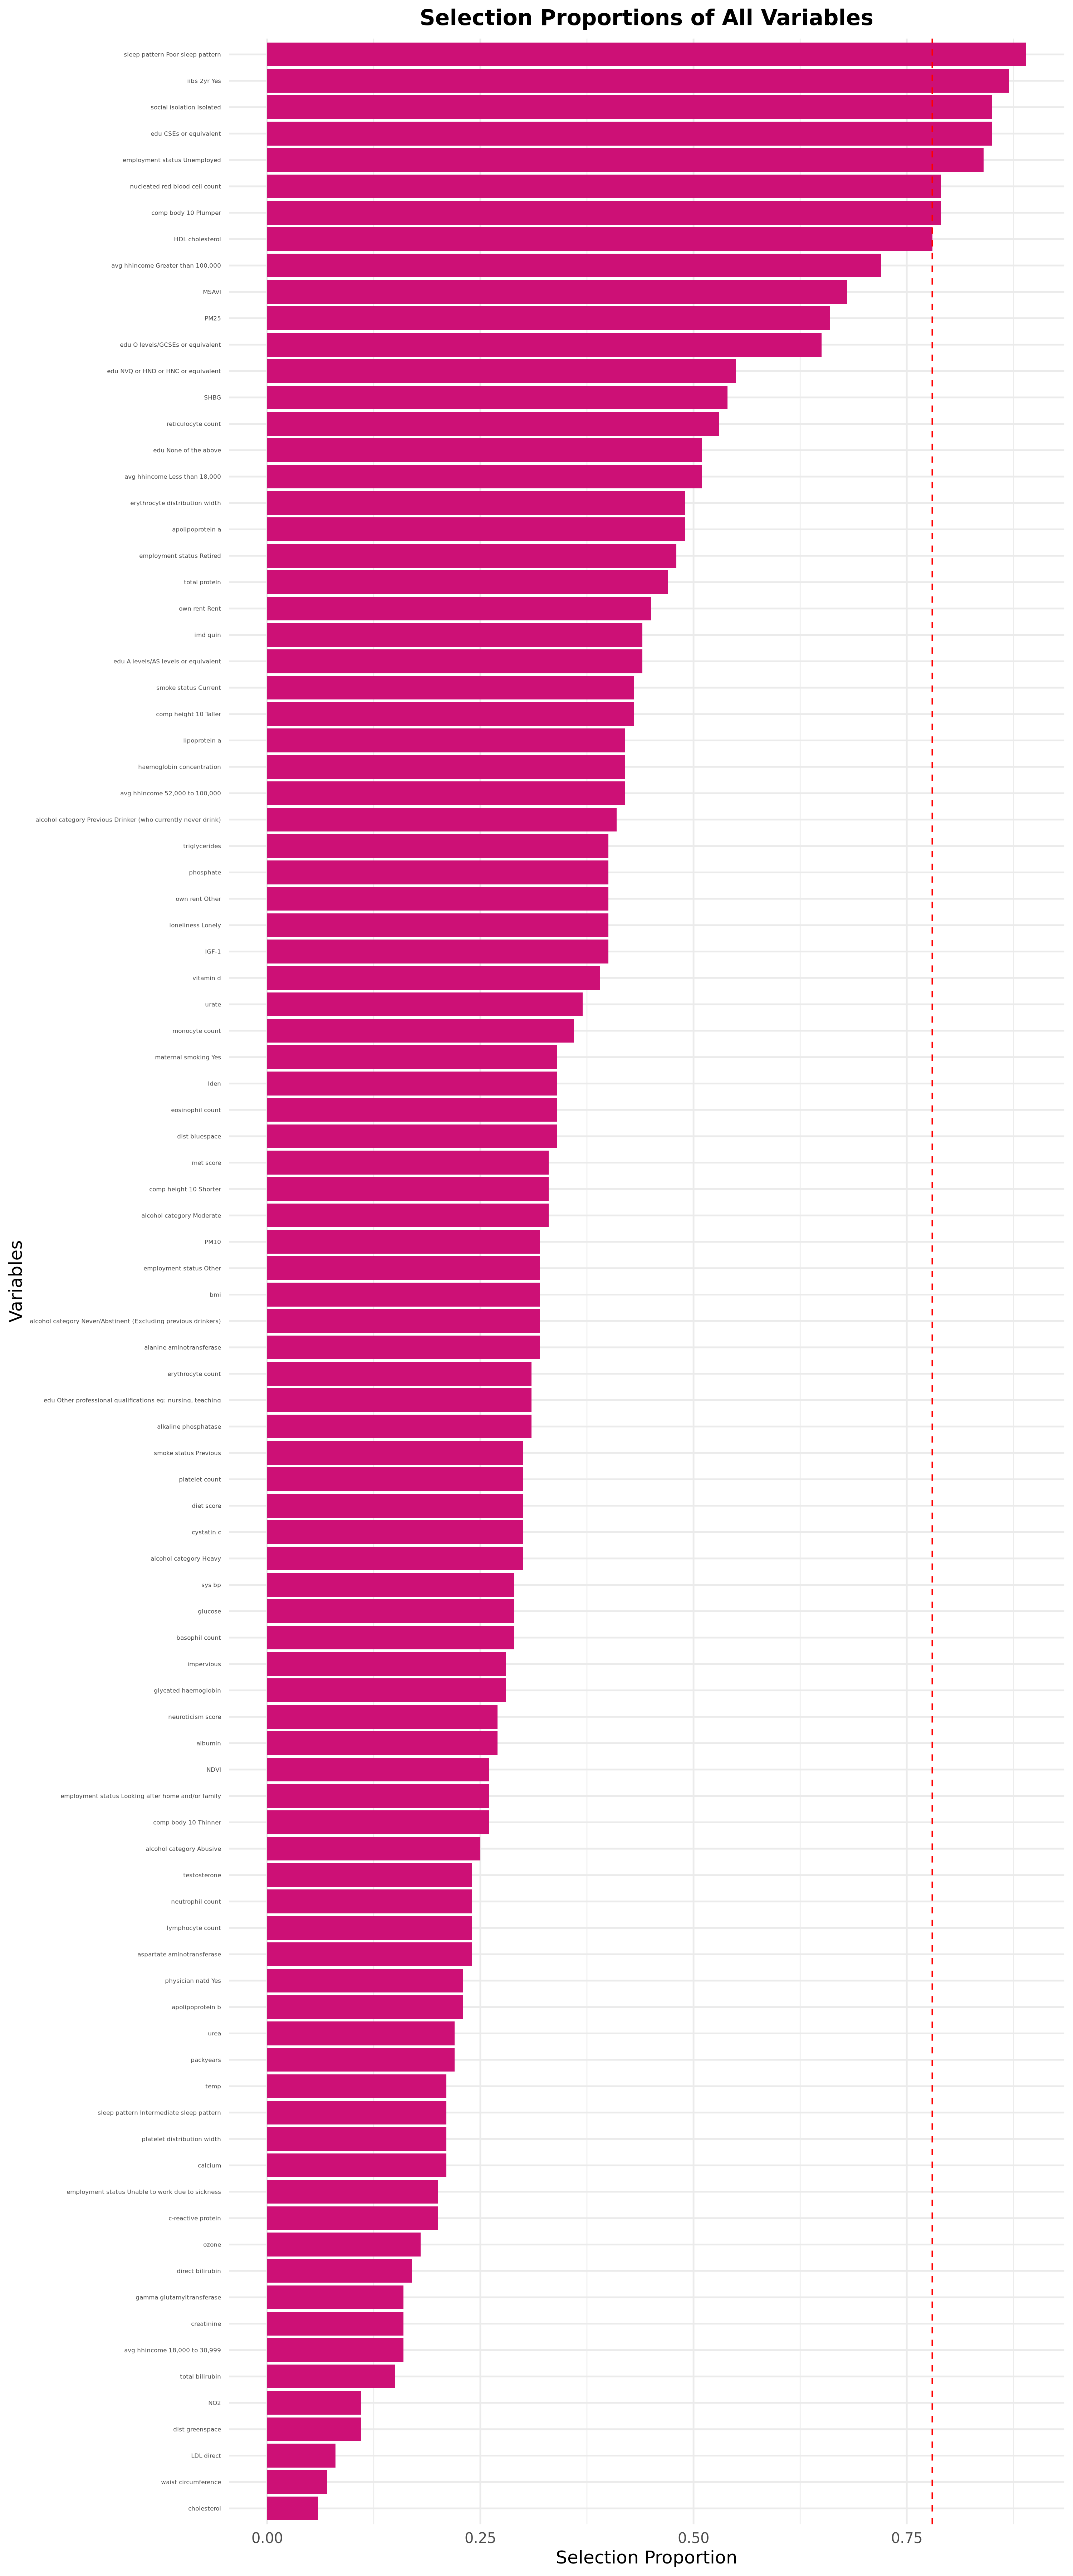 Selection Proportions of All Variables
sleep pattern Poor sleep pattern
libs 2yr Yes
social isolation Isolated
edu CSEs or equivalent
employment status Unemployed
nucleated red blood cell count
comp body 10 Plumper
HDL cholesterol
avg hhincome Greater than 100,000
MSAVI
PM25
edu O levels/GCSEs or equivalent
edu NVQ or HND or HNC or equivalent
SHBG
reticulocyte count
edu None of the above
avg hhincome Less than 18,000
erythrocyte distribution width
apolipoprotein a
employment status Retired
total protein
own rent Rent
imd quin
edu A levels/AS levels or equivalent
smoke status Current
comp height 10 Taller
lipoprotein a
haemoglobin concentration
avg hhincome 52,000 to 100,000
alcohol category Previous Drinker (who currently never drink)
triglycerides
phosphate
own rent Other
loneliness Lonely
IGF-1
vitamin d
urate
monocyte count
maternal smoking Yes
lden
eosinophil count
dist bluespace
met score
comp height 10 Shorter
alcohol category Moderate
PM10
employment status Other
bmi
alcohol category Never/Abstinent (Excluding previous drinkers)
alanine aminotransferase
erythrocyte count
edu Other professional qualifications eg: nursing, teaching
alkaline phosphatase
smoke status Previous
platelet count
diet score
cystatin c
alcohol category Heavy
sys bp
glucose
basophil count
impervious
glycated haemoglobin
neuroticism score
albumin
NDVI
employment status Looking after home and/or family
comp body 10 Thinner
alcohol category Abusive
testosterone
neutrophil count
lymphocyte count
aspartate aminotransferase
physician natd Yes
apolipoprotein b
urea
packyears
temp
sleep pattern Intermediate sleep pattern
platelet distribution width
calcium
employment status Unable to work due to sickness
c-reactive protein
ozone
direct bilirubin
gamma glutamyltransferase
creatinine
avg hhincome 18,000 to 30,999
total bilirubin
NO2
dist greenspace
LDL direct
waist circumference
cholesterol
Variables
0.00 0.25 0.50 0.75
Selection Proportion